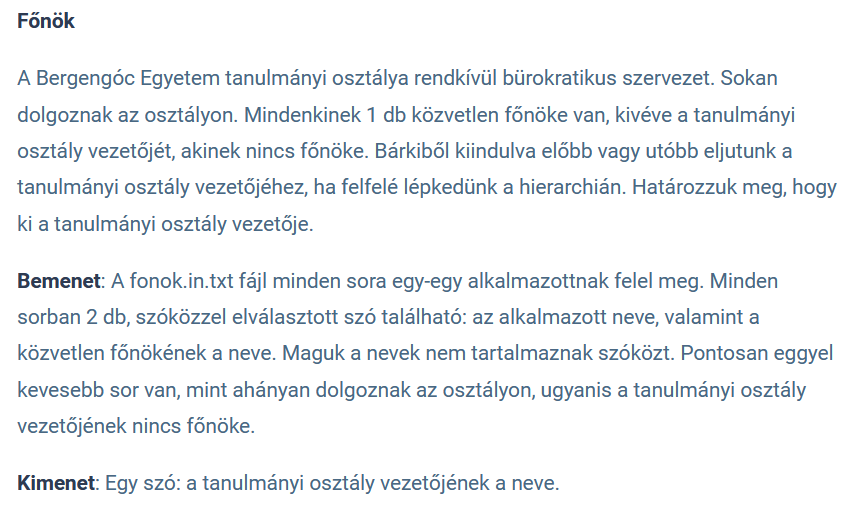 Főnök
A Bergengóc Egyetem tanulmányi osztálya rendkívül bürokratikus szervezet. Sokan
dolgoznak az osztályon. Mindenkinek 1 db közvetlen főnöke van, kivéve a tanulmányi
osztály vezetőjét, akinek nincs főnöke. Bárkiből kiindulva előbb vagy utóbb eljutunk a
tanulmányi osztály vezetőjéhez, ha felfelé lépkedünk a hierarchián. Határozzuk meg, hogy
ki a tanulmányi osztály vezetője.
Bemenet: A fonok.in.txt fájl minden sora egy-egy alkalmazottnak felel meg. Minden
sorban 2 db, szóközzel elválasztott szó található: az alkalmazott neve, valamint a
közvetlen főnökének a neve. Maguk a nevek nem tartalmaznak szóközt. Pontosan eggyel
kevesebb sor van, mint ahányan dolgoznak az osztályon, ugyanis a tanulmányi osztály
vezetőjének nincs főnöke.
Kimenet: Egy szó: a tanulmányi osztály vezetőjének a neve.